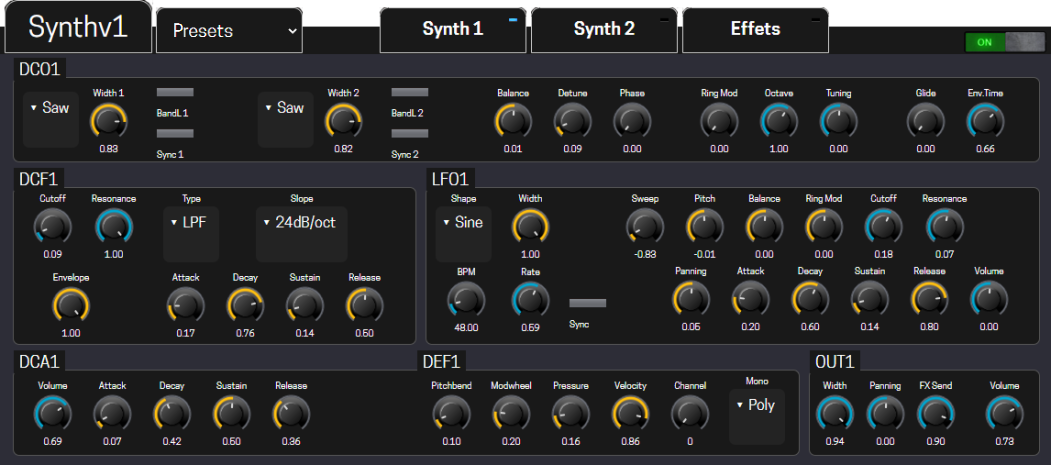 Synthv1
Presets
Synth 1
Synth 2
Effets
ON
DCO1
Saw
Width 1
0.83
BandL1
Sync 1
Saw
Width 2
0.82
BandL2
Sync 2
Balance Detune Phase Ring Mod Octave Tuning Glide Env.Time
0.01 0.09 0.00 0.00 1.00 0.00 0.00 0.66
DCF1
Cutoff Resonance Type Slope
LPF 24dB/oct
0.09 1.00
Envelope Attack Decay Sustain Release
1.00 0.17 0.76 0.14 0.50
LFO1
Shape Width Sweep Pitch Balance Ring Mod Cutoff Resonance
Sine
1.00 -0.83 -0.01 0.00 0.00 0.18 0.07
BPM Rate Panning Attack Decay Sustain Release Volume
Sync
48.00 0.59 0.05 0.20 0.60 0.14 0.80 0.00
DCA1
Volume Attack Decay Sustain Release
0.69 0.07 0.42 0.50 0.36
DEF1
Pitchbend Modwheel Pressure Velocity Channel Mono
Poly
0.10 0.20 0.16 0.86 0
OUT1
Width Panning FX Send Volume
0.94 0.00 0.90 0.73